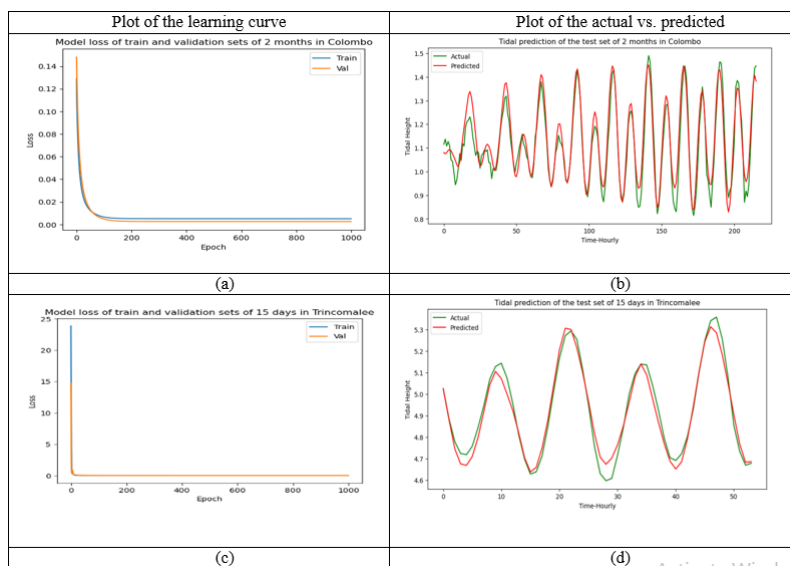 Plot of the learning curve
Plot of the actual vs. predicted
Model loss of train and validation sets of 2 months in Colombo
Train
Val
0.14
0.12
0.10
0.08
0.06
0.04
0.02
0.00
Loss
0 200 400 600 800 1000
Epoch
Tidal prediction of the test set of 2 months in Colombo
Actual
Predicted
1.5
1.4
1.3
1.2
1.1
1.0
0.9
0.8
Tidal Height
0 50 100 150 200
Time-Hourly
(a)
(b)
Model loss of train and validation sets of 15 days in Trincomalee
Train
Val
25
20
15
10
5
0
Loss
0 200 400 600 800 1000
Epoch
Tidal prediction of the test set of 15 days in Trincomalee
Actual
Predicted
5.3
5.2
5.1
5.0
4.9
4.8
4.7
4.6
Tidal Height
0 10 20 30 40 50
Time-Hourly
(c)
(d)